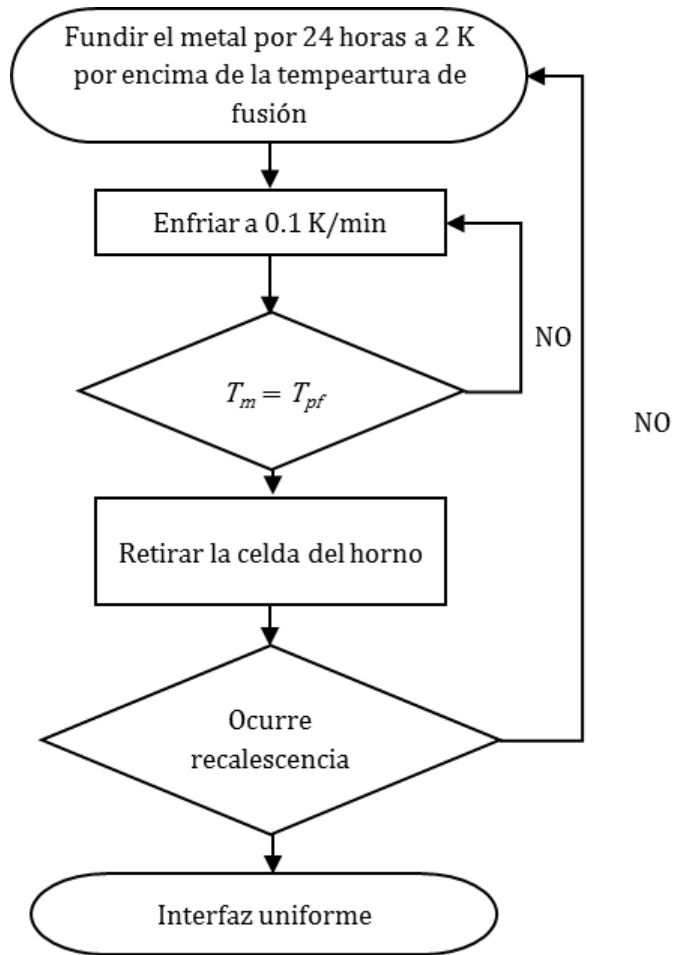 Fundir el metal por 24 horas a 2 K
por encima de la tempeartura de
fusión
Enfriar a 0.1 K/min
NO
T_m = T_pf
NO
Retirar la celda del horno
Ocurre
recalescencia
Interfaz uniforme